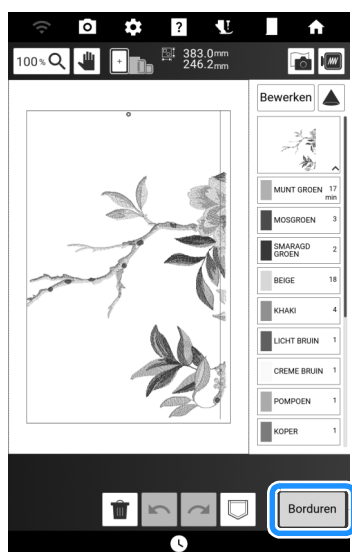 ?
100% 383.0mm
246.2mm
Bewerken
MUNT GROEN 17
min
MOSGROEN 3
SMARAGD
GROEN 2
BEIGE 18
KHAKI 4
LICHT BRUIN 1
CREME BRUIN 1
POMPOEN 1
KOPER 1
Borduren